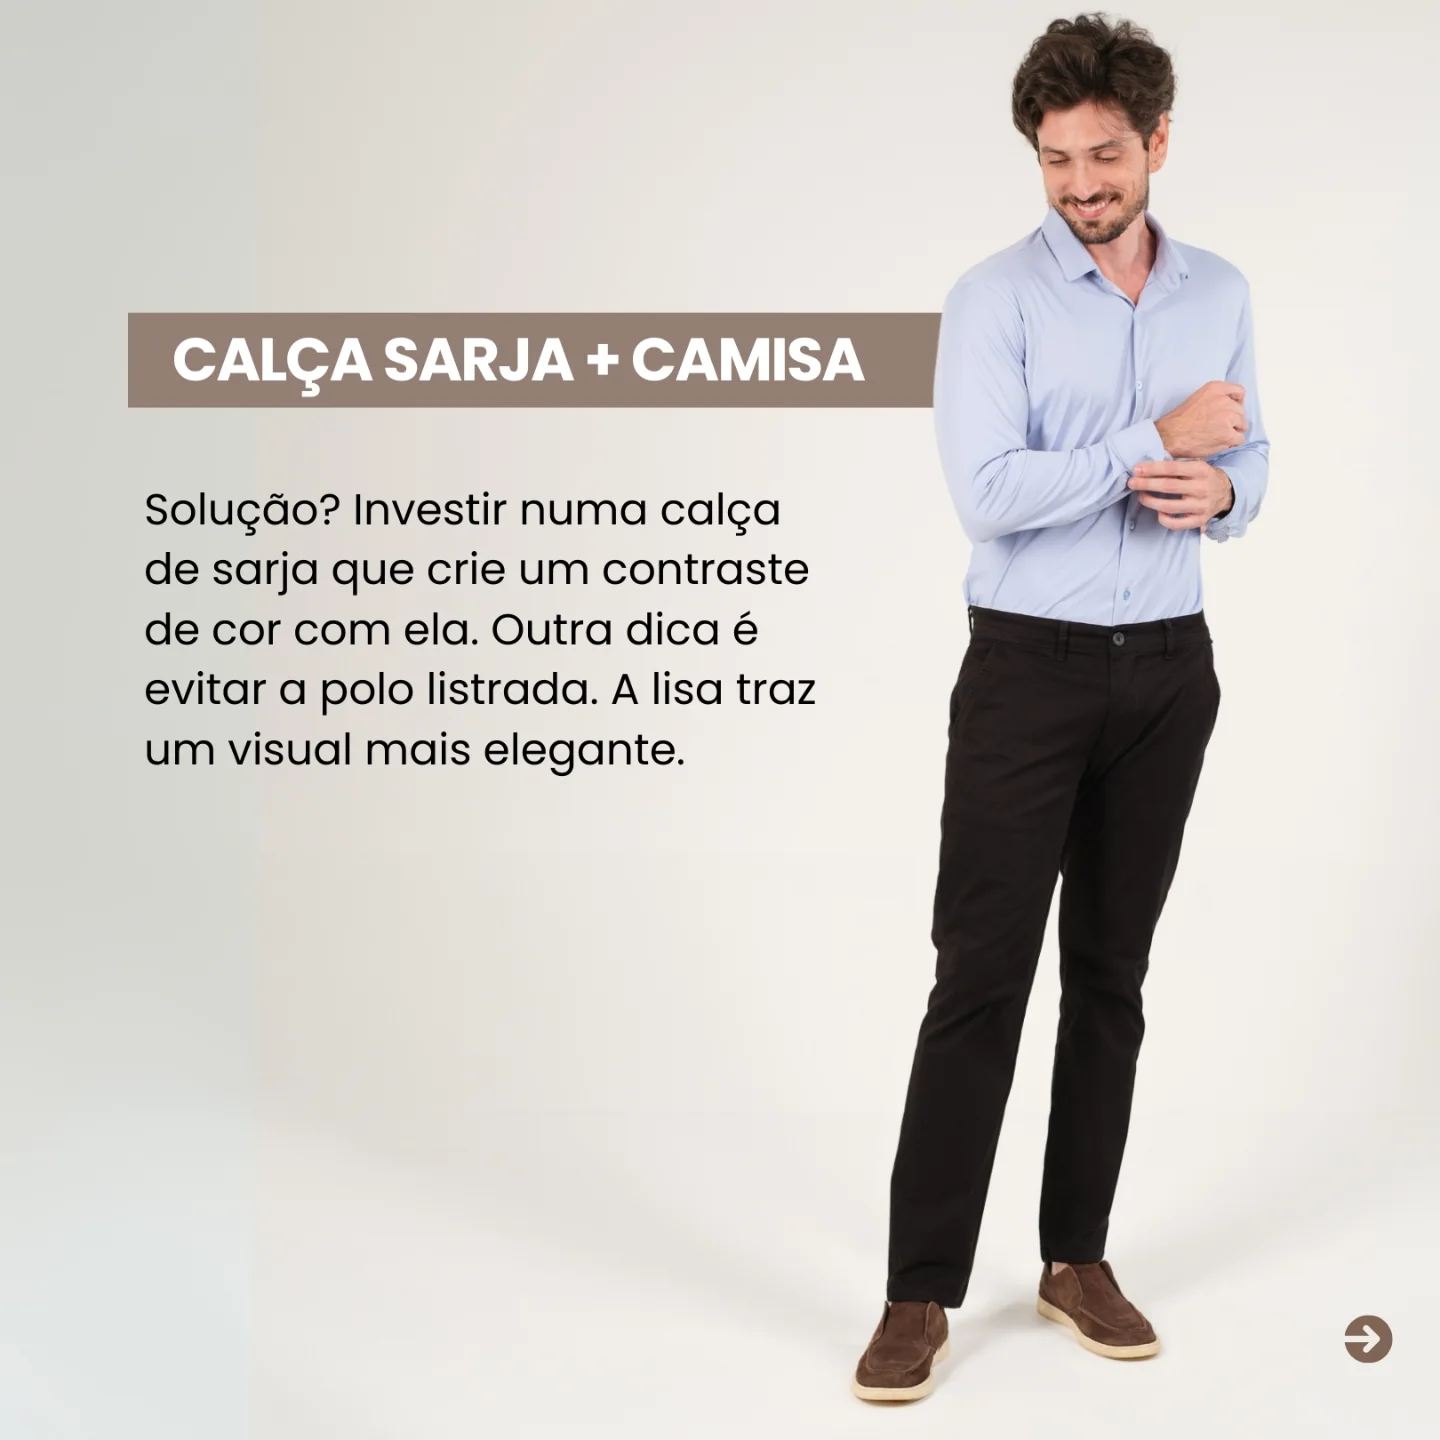 CALÇA SARJA + CAMISA
Solução? Investir numa calça
de sarja que crie um contraste
de cor com ela. Outra dica é
evitar a polo listrada. A lisa traz
um visual mais elegante.